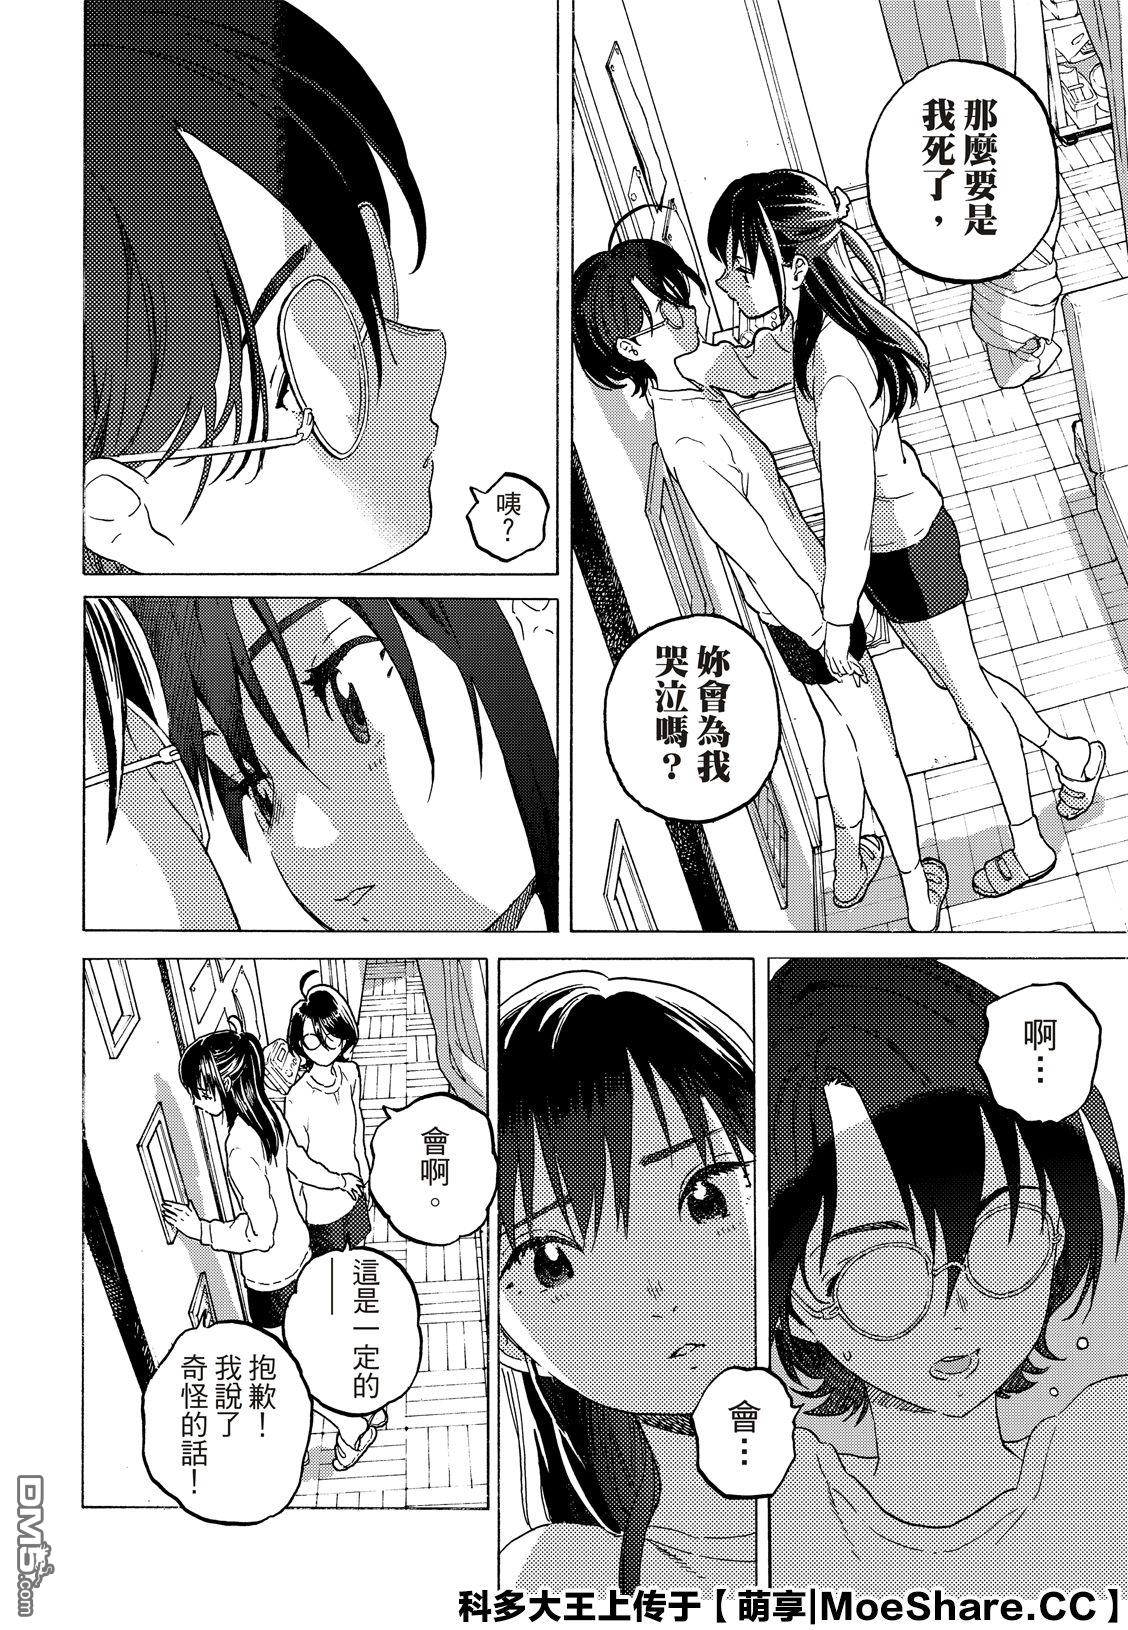 那麼要是
我死了，
妳會為我
哭泣嗎？
咦？
啊…
會…
會啊。
這是一定的
——
抱歉！
我說了
奇怪的話！
DM5.com
科多大王上传于【萌享|MoeShare.CC】